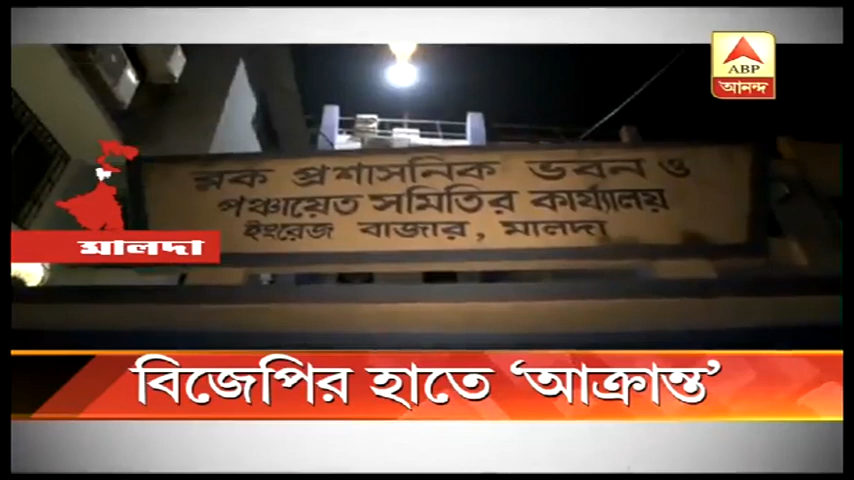 ABP
আনন্দ
ব্লক প্রশাসনিক ভবন ও
পঞ্চায়েত সমিতির কার্য্যালয়
ইংরেজ বাজার, মালদা
মালদা
বিজেপির হাতে ‘আক্রান্ত’